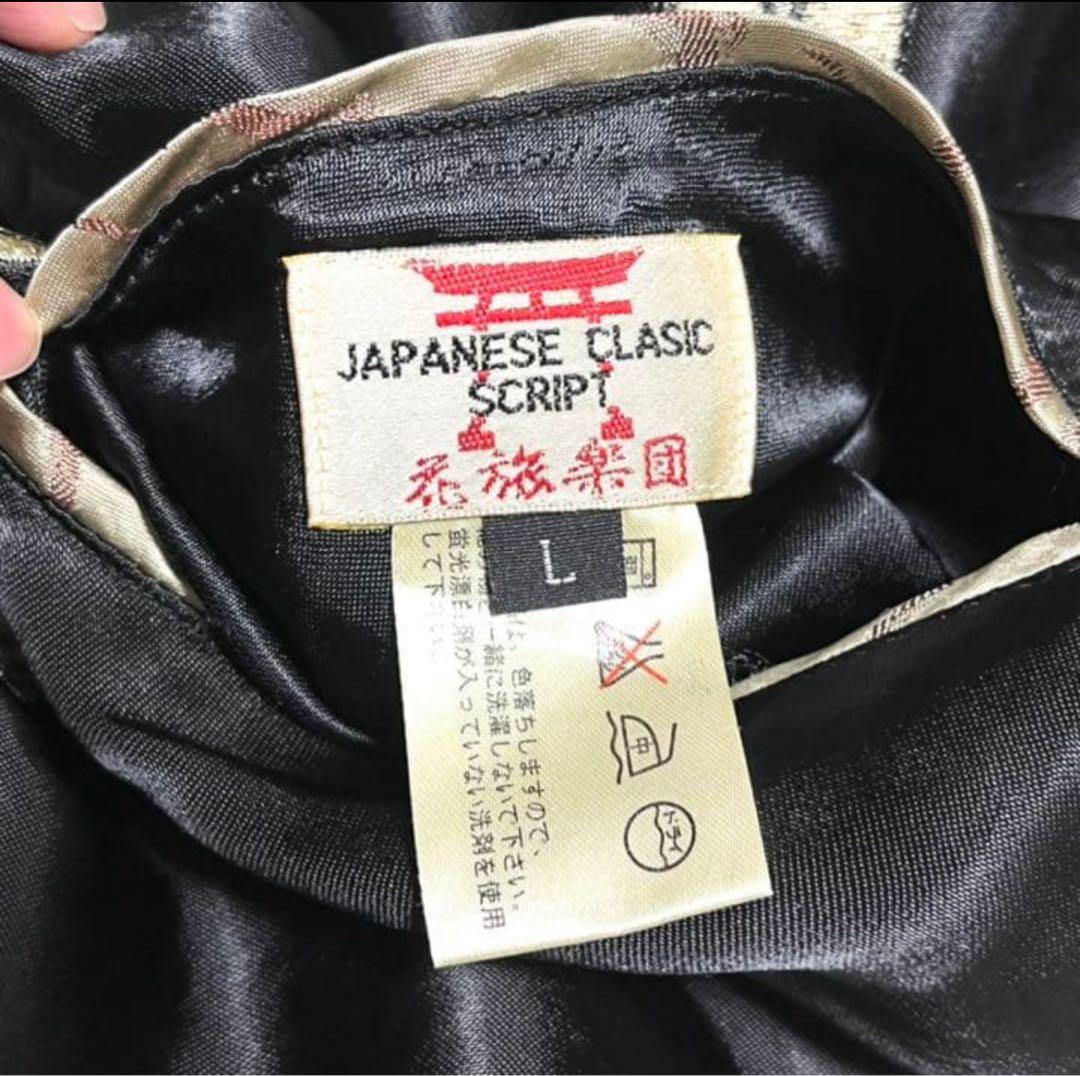 JAPANESE CLASIC
SCRIPT
花旅楽団
L
中
ドライ
は、色落ちしますので、
一緒に洗濯しないで下さい。
蛍光漂白剤が入っていない洗剤を使用
して下さい。